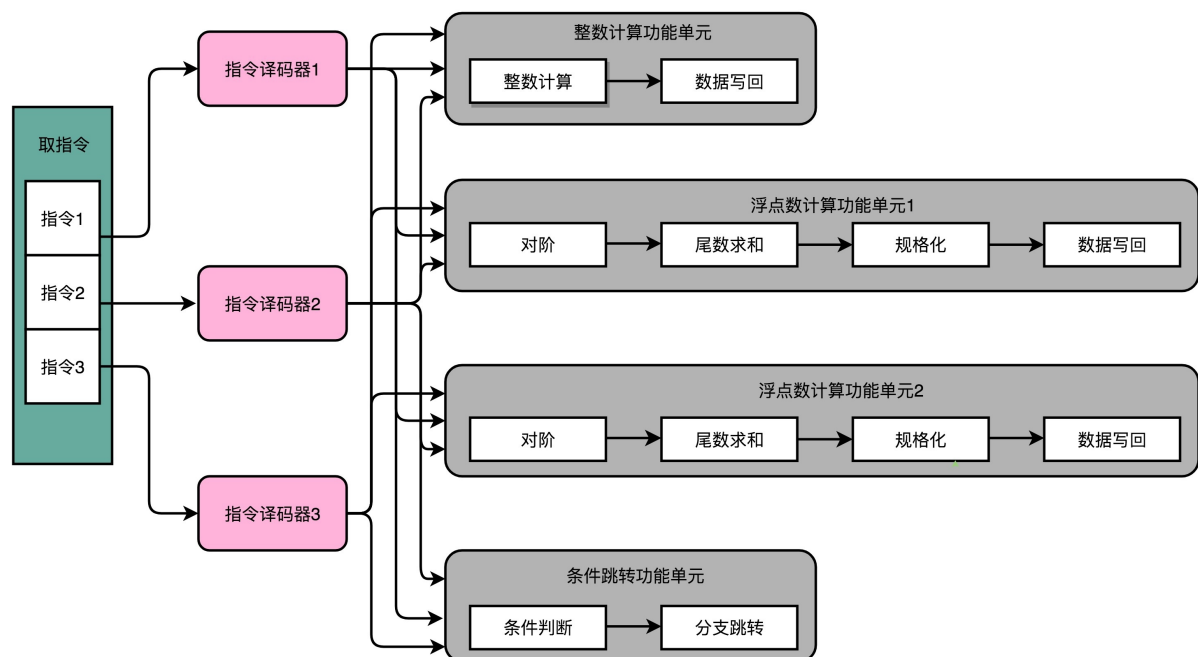 取指令
指令1
指令2
指令3
指令译码器1
指令译码器2
指令译码器3
整数计算功能单元
整数计算
数据写回
浮点数计算功能单元1
对阶
尾数求和
规格化
数据写回
浮点数计算功能单元2
对阶
尾数求和
规格化
数据写回
条件跳转功能单元
条件判断
分支跳转